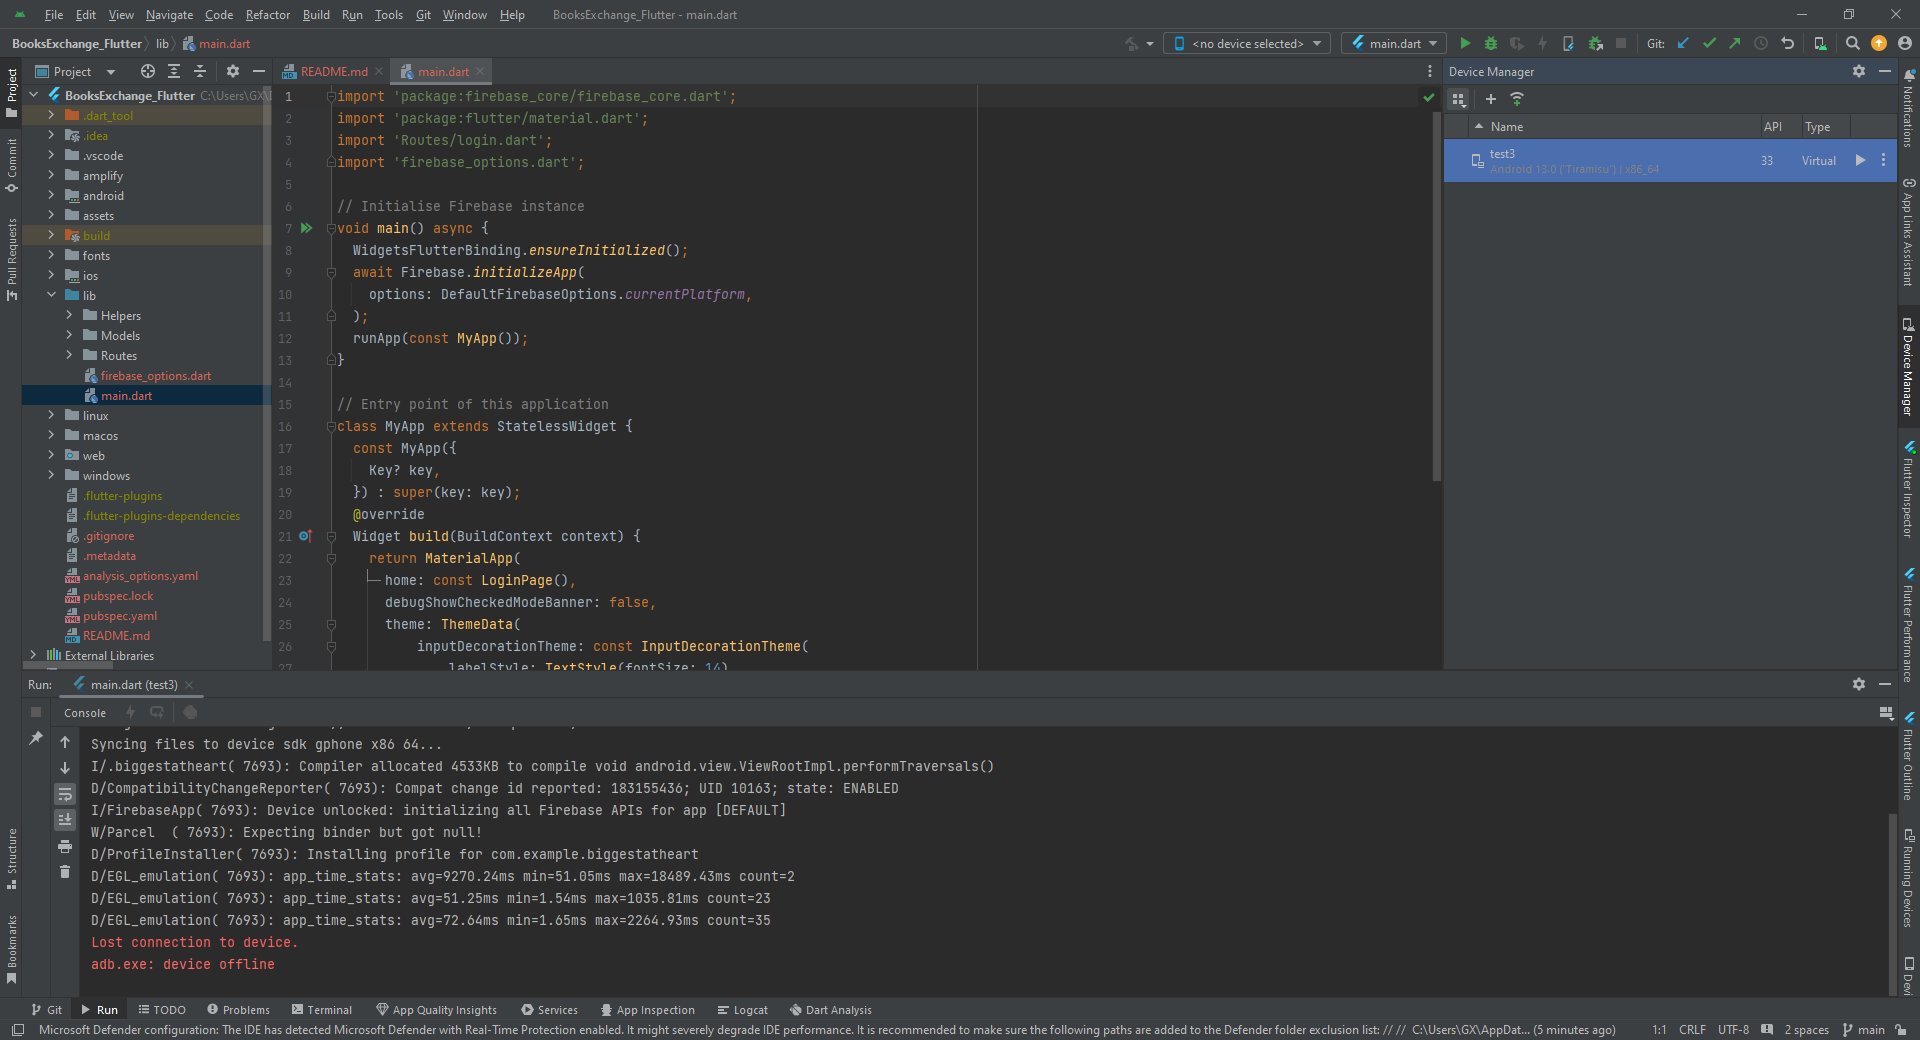 File Edit View Navigate Code Refactor Build Run Tools Git Window Help BooksExchange_Flutter - main.dart
BooksExchange_Flutter lib main.dart <no device selected> main.dart Git:
Project
README.md main.dart
Device Manager
BooksExchange_Flutter C:\Users\GX\
.dart_tool
.idea
.vscode
amplify
android
assets
build
fonts
ios
lib
Helpers
Models
Routes
firebase_options.dart
main.dart
linux
macos
web
windows
.flutter-plugins
.flutter-plugins-dependencies
.gitignore
.metadata
analysis_options.yaml
pubspec.lock
pubspec.yaml
README.md
External Libraries
1 import 'package:firebase_core/firebase_core.dart';
2 import 'package:flutter/material.dart';
3 import 'Routes/login.dart';
4 import 'firebase_options.dart';
5
6 // Initialise Firebase instance
7 void main() async {
8 WidgetsFlutterBinding.ensureInitialized();
9 await Firebase.initializeApp(
10 options: DefaultFirebaseOptions.currentPlatform,
11 );
12 runApp(const MyApp());
13 }
14
15 // Entry point of this application
16 class MyApp extends StatelessWidget {
17 const MyApp({
18 Key? key,
19 }) : super(key: key);
20 @override
21 Widget build(BuildContext context) {
22 return MaterialApp(
23 home: const LoginPage(),
24 debugShowCheckedModeBanner: false,
25 theme: ThemeData(
26 inputDecorationTheme: const InputDecorationTheme(
27 labelStyle: TextStyle(fontSize: 14)
Name API Type
test3 33 Virtual
Android 13.0 ('Tiramisu') | x86_64
Project
Commit
Pull Requests
Structure
Bookmarks
Notifications
App Links Assistant
Device Manager
Flutter Inspector
Flutter Performance
Flutter Outline
Running Devices
Devi
Run: main.dart (test3)
Console
Syncing files to device sdk gphone x86 64...
I/.biggestatheart( 7693): Compiler allocated 4533KB to compile void android.view.ViewRootImpl.performTraversals()
D/CompatibilityChangeReporter( 7693): Compat change id reported: 183155436; UID 10163; state: ENABLED
I/FirebaseApp( 7693): Device unlocked: initializing all Firebase APIs for app [DEFAULT]
W/Parcel ( 7693): Expecting binder but got null!
D/ProfileInstaller( 7693): Installing profile for com.example.biggestatheart
D/EGL_emulation( 7693): app_time_stats: avg=9270.24ms min=51.05ms max=18489.43ms count=2
D/EGL_emulation( 7693): app_time_stats: avg=51.25ms min=1.54ms max=1035.81ms count=23
D/EGL_emulation( 7693): app_time_stats: avg=72.64ms min=1.65ms max=2264.93ms count=35
Lost connection to device.
adb.exe: device offline
Git Run TODO Problems Terminal App Quality Insights Services App Inspection Logcat Dart Analysis
Microsoft Defender configuration: The IDE has detected Microsoft Defender with Real-Time Protection enabled. It might severely degrade IDE performance. It is recommended to make sure the following paths are added to the Defender folder exclusion list: // // C:\Users\GX\AppDat... (5 minutes ago) 1:1 CRLF UTF-8 2 spaces main